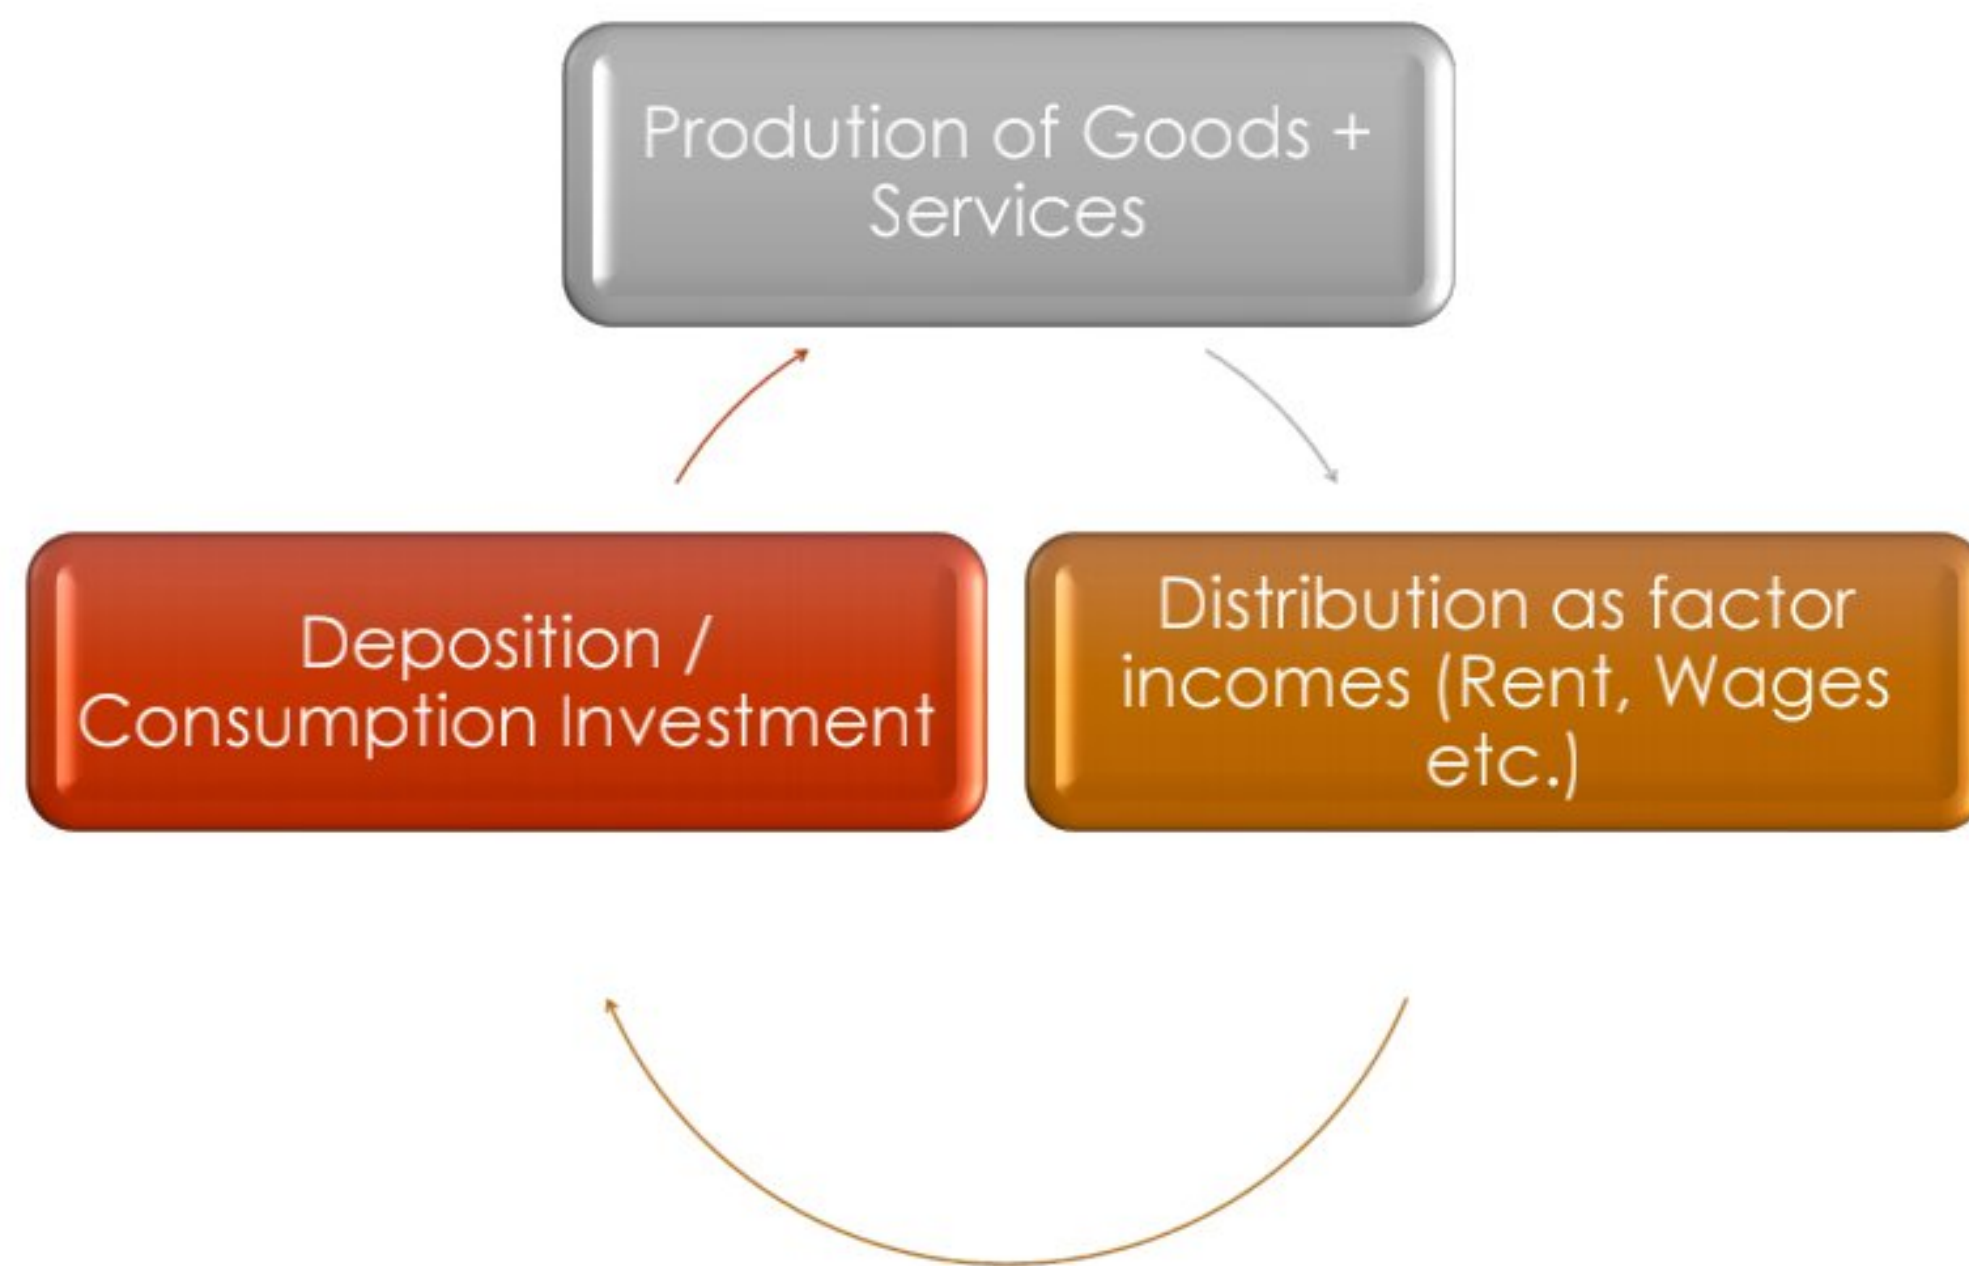 Prodution of Goods +
Services
Deposition /
Consumption Investment
Distribution as factor
incomes (Rent, Wages
etc.)